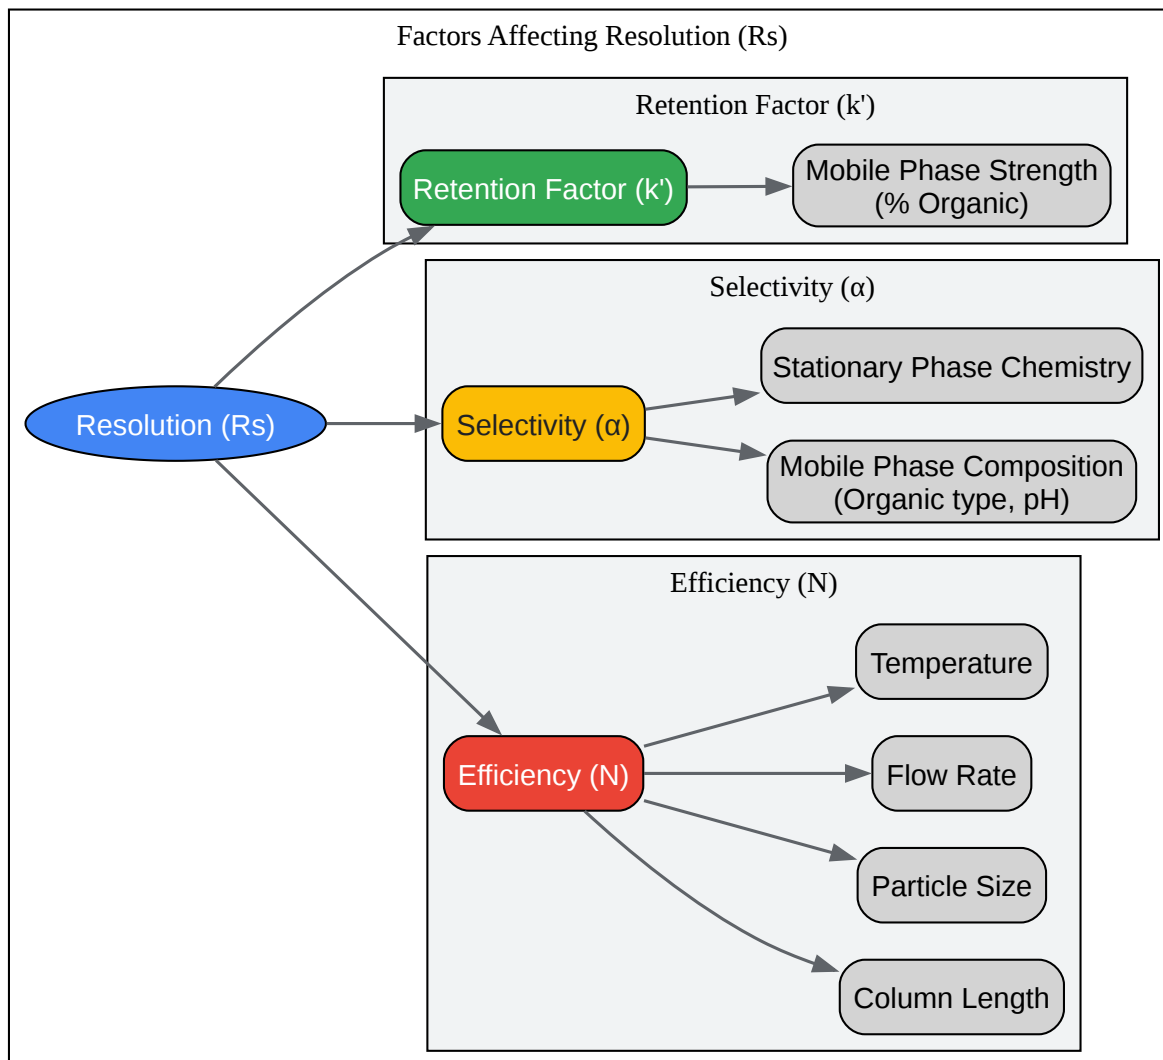 Factors Affecting Resolution (Rs)
Retention Factor (k')
Retention Factor (k')
Mobile Phase Strength
(% Organic)
Selectivity (α)
Stationary Phase Chemistry
Resolution (Rs)
Selectivity (α)
Mobile Phase Composition
(Organic type, pH)
Efficiency (N)
Temperature
Efficiency (N)
Flow Rate
Particle Size
Column Length